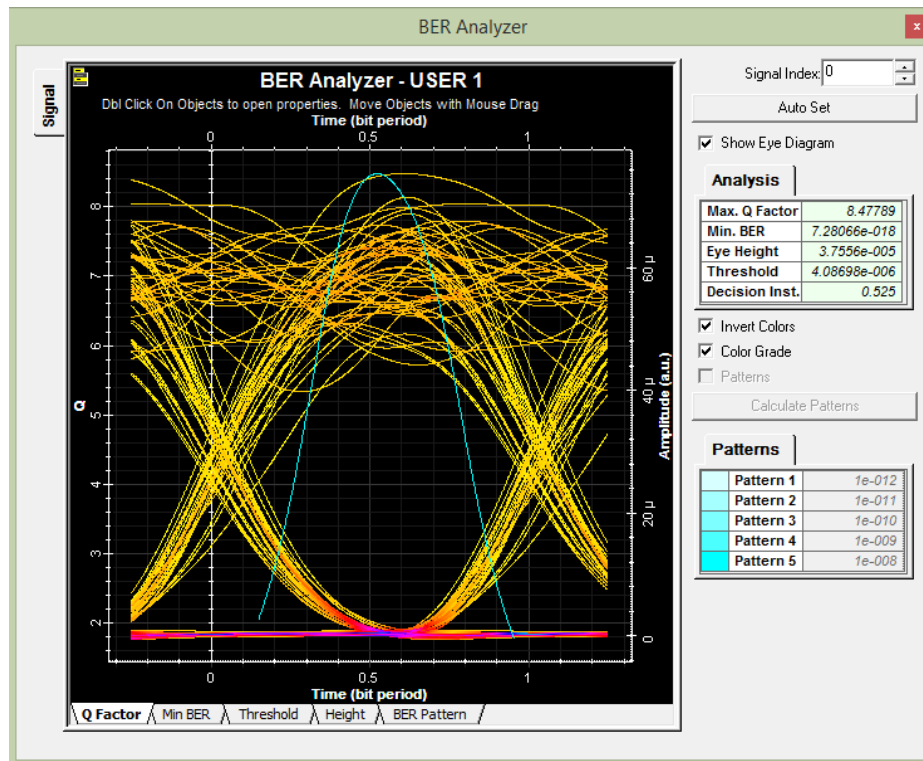 BER Analyzer
x
Signal
BER Analyzer - USER 1
Dbl Click On Objects to open properties. Move Objects with Mouse Drag
Time (bit period)
0 0.5 1
8
7
6
5
4
3
2
Q
60 µ
40 µ
20 µ
0
Amplitude (a.u.)
0 0.5 1
Time (bit period)
Q Factor Min BER Threshold Height BER Pattern
Signal Index: 0
Auto Set
Show Eye Diagram
Analysis
Max. Q Factor 8.47789
Min. BER 7.28066e-018
Eye Height 3.7556e-005
Threshold 4.08698e-006
Decision Inst. 0.525
Invert Colors
Color Grade
Patterns
Calculate Patterns
Patterns
Pattern 1 1e-012
Pattern 2 1e-011
Pattern 3 1e-010
Pattern 4 1e-009
Pattern 5 1e-008